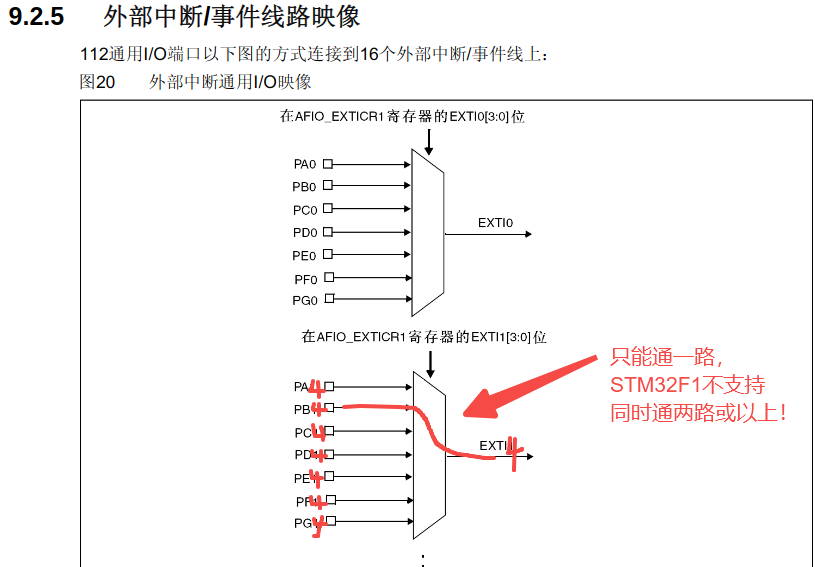 9.2.5 外部中断/事件线路映像
112通用I/O端口以下图的方式连接到16个外部中断/事件线上：
图20 外部中断通用I/O映像
在AFIO_EXTICR1寄存器的EXTI0[3:0]位
PA0
PB0
PC0
PD0
PE0
PF0
PG0
EXTI0
在AFIO_EXTICR1寄存器的EXTI1[3:0]位
PA4
PB4
PC4
PD4
PE4
PF4
PG4
EXTI4
只能通一路，
STM32F1不支持
同时通两路或以上！